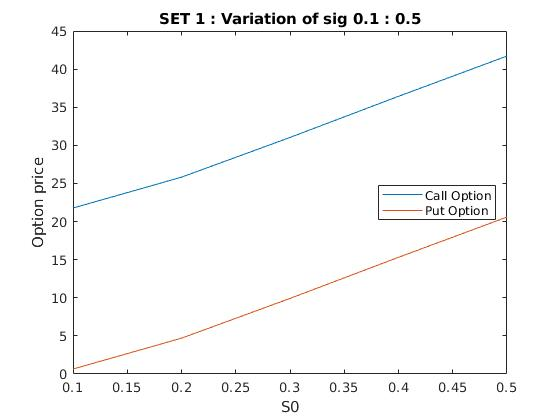 SET 1 : Variation of sig 0.1 : 0.5
45
40
35
30
25
20
15
10
5
0
Option price
Call Option
Put Option
0.1 0.15 0.2 0.25 0.3 0.35 0.4 0.45 0.5
S0